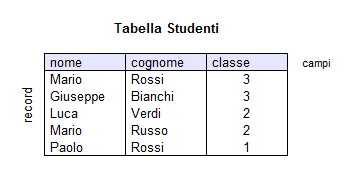 Tabella Studenti
nome cognome classe campi
Mario Rossi 3
Giuseppe Bianchi 3
Luca Verdi 2
Mario Russo 2
Paolo Rossi 1
record